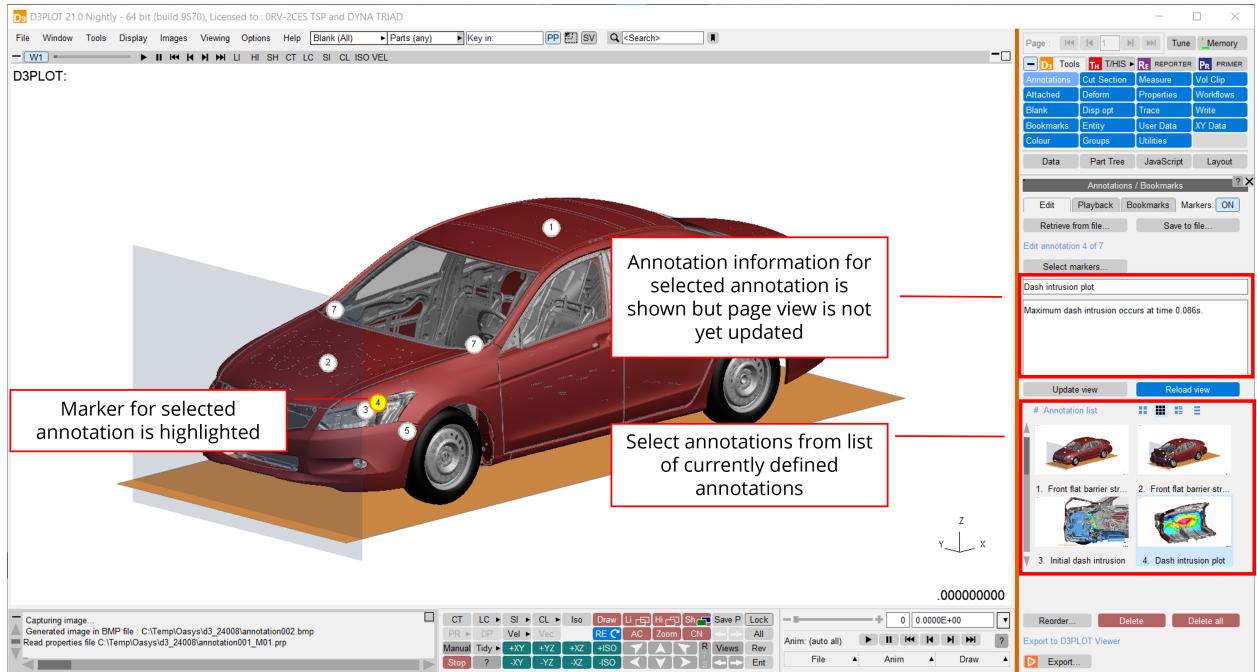 D3PLOT 21.0 Nightly - 64 bit (build 9570), Licensed to : 0RV-2CES TSP and DYNA TRIAD
File Window Tools Display Images Viewing Options Help Blank (All) Parts (any) Key in: PP SV <Search>
W1 LI HI SH CT LC SI CL ISO VEL
D3PLOT:
1
7
2
7
4
3
5
Annotation information for
selected annotation is
shown but page view is not
yet updated
Marker for selected
annotation is highlighted
Select annotations from list
of currently defined
annotations
Z
Y X
.000000000
Page : 1 Tune Memory
D3 Tools TH T/HIS RE REPORTER PR PRIMER
Annotations Cut Section Measure Vol Clip
Attached Deform Properties Workflows
Blank Disp opt Trace Write
Bookmarks Entity User Data XY Data
Colour Groups Utilities
Data Part Tree JavaScript Layout
Annotations / Bookmarks ? X
Edit Playback Bookmarks Markers: ON
Retrieve from file... Save to file...
Edit annotation 4 of 7
Select markers...
Dash intrusion plot
Maximum dash intrusion occurs at time 0.086s.
Update view Reload view
# Annotation list
1. Front flat barrier str... 2. Front flat barrier str...
3. Initial dash intrusion 4. Dash intrusion plot
Reorder... Delete Delete all
Export to D3PLOT Viewer
Export...
Capturing image...
Generated image in BMP file : C:\Temp\Oasys\d3_24008\annotation002.bmp
Read properties file C:\Temp\Oasys\d3_24008\annotation001_M01.prp
CT LC SI CL Iso Draw Li Hi Sh Save P Lock
PR DP Vel Vec RE AC Zoom CN All
Manual Tidy +XY +YZ +XZ +ISO R Views Rev
Stop ? -XY -YZ -XZ -ISO T S Ent
0 0.0000E+00
Anim: (auto all) ?
File Anim Draw